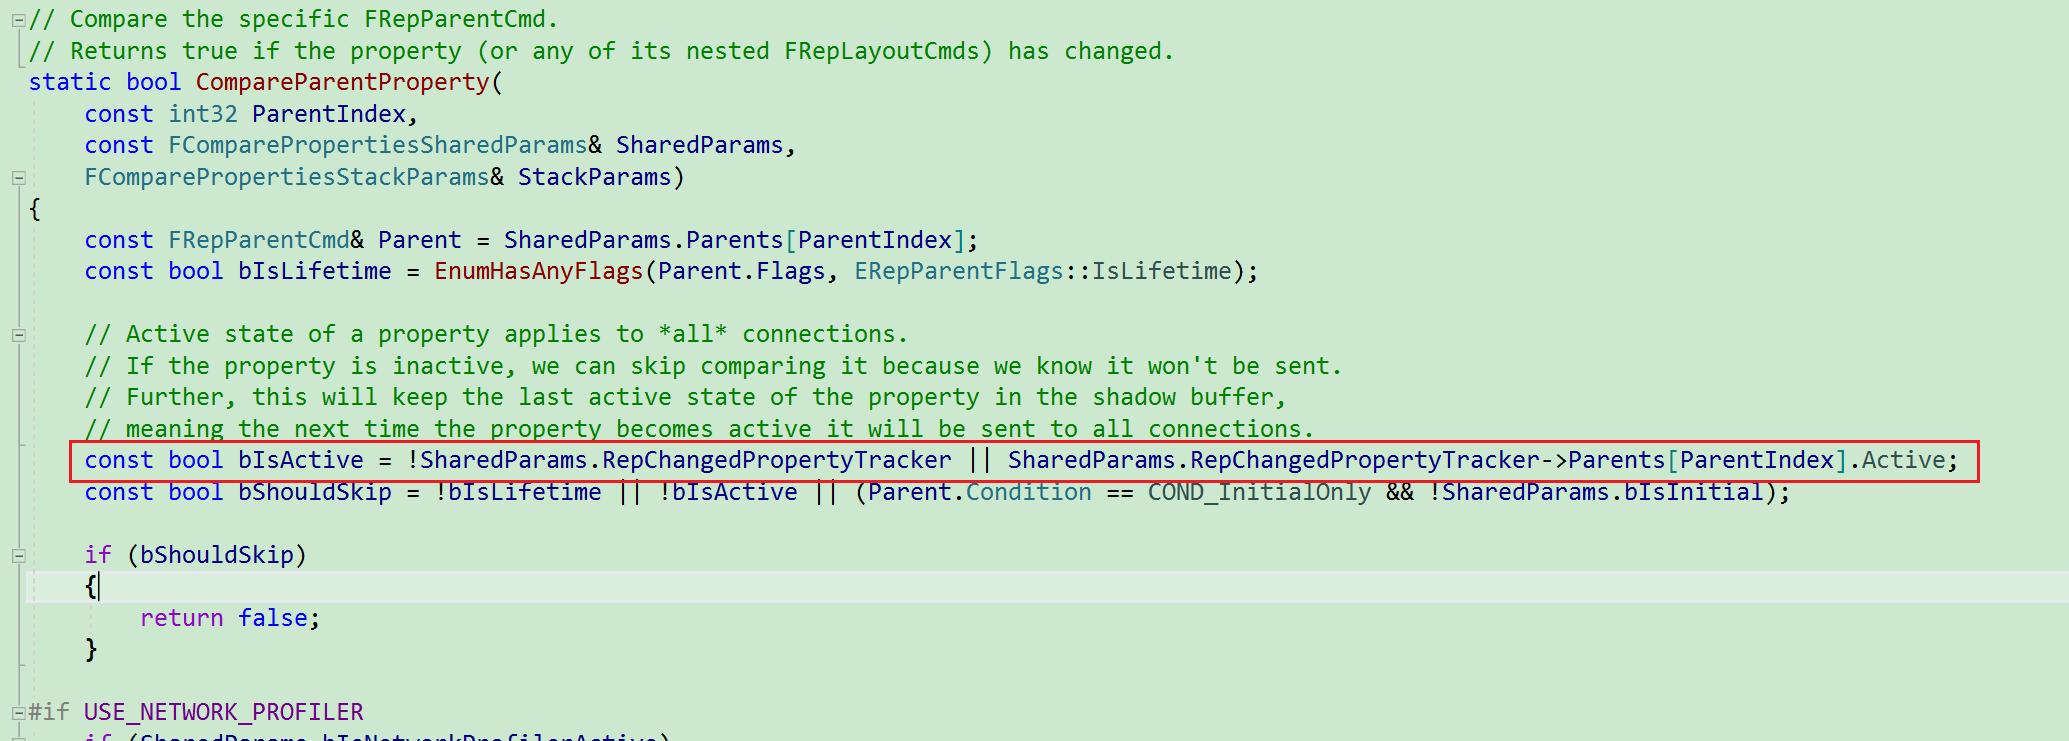 // Compare the specific FRepParentCmd.
// Returns true if the property (or any of its nested FRepLayoutCmds) has changed.
static bool CompareParentProperty(
    const int32 ParentIndex,
    const FComparePropertiesSharedParams& SharedParams,
    FComparePropertiesStackParams& StackParams)
{
    const FRepParentCmd& Parent = SharedParams.Parents[ParentIndex];
    const bool bIsLifetime = EnumHasAnyFlags(Parent.Flags, ERepParentFlags::IsLifetime);
    // Active state of a property applies to *all* connections.
    // If the property is inactive, we can skip comparing it because we know it won't be sent.
    // Further, this will keep the last active state of the property in the shadow buffer,
    // meaning the next time the property becomes active it will be sent to all connections.
    const bool bIsActive = !SharedParams.RepChangedPropertyTracker || SharedParams.RepChangedPropertyTracker->Parents[ParentIndex].Active;
    const bool bShouldSkip = !bIsLifetime || !bIsActive || (Parent.Condition == COND_InitialOnly && !SharedParams.bIsInitial);
    if (bShouldSkip)
    {
        return false;
    }
#if USE_NETWORK_PROFILER
    if (SharedParams.bIsNetworkProfilerActive)